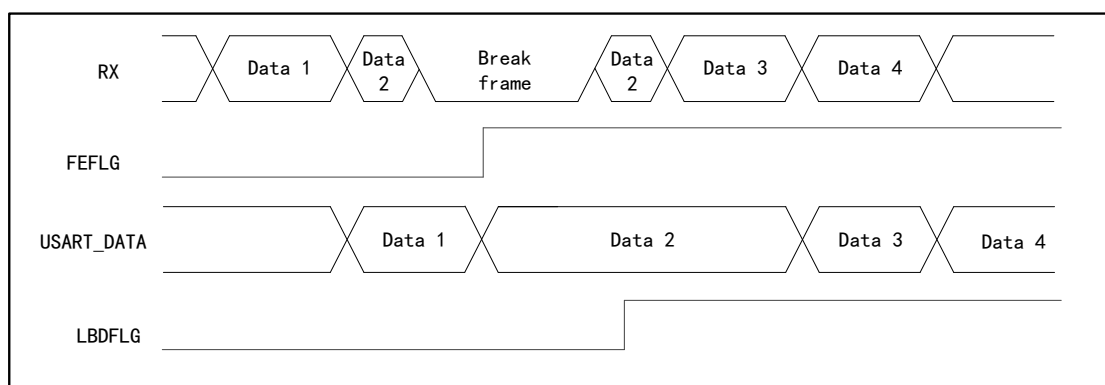 RX
Data 1
Data
2
Break
frame
Data
2
Data 3
Data 4
FEFLG
USART_DATA
Data 1
Data 2
Data 3
Data 4
LBDFLG